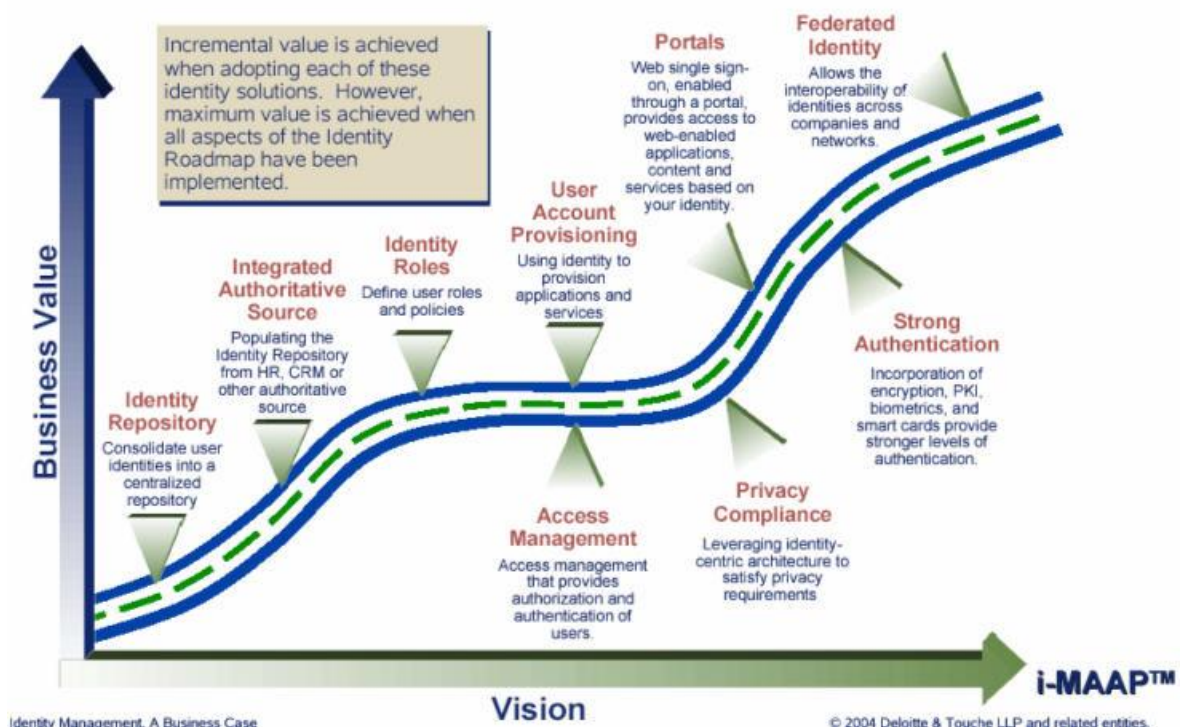 Incremental value is achieved
when adopting each of these
identity solutions. However,
maximum value is achieved when
all aspects of the Identity
Roadmap have been
implemented.
Business Value
Identity
Repository
Consolidate user
identities into a
centralized
repository
Integrated
Authoritative
Source
Populating the
Identity Repository
from HR, CRM or
other authoritative
source
Identity
Roles
Define user roles
and policies
User
Account
Provisioning
Using identity to
provision
applications and
services
Access
Management
Access management
that provides
authorization and
authentication of
users.
Portals
Web single sign-
on, enabled
through a portal,
provides access to
web-enabled
applications,
content and
services based on
your identity.
Privacy
Compliance
Leveraging identity-
centric architecture to
satisfy privacy
requirements
Federated
Identity
Allows the
interoperability of
identities across
companies and
networks.
Strong
Authentication
Incorporation of
encryption, PKI,
biometrics, and
smart cards provide
stronger levels of
authentication.
i-MAAP™
Vision
Identity Management, A Business Case
© 2004 Deloitte & Touche LLP and related entities.